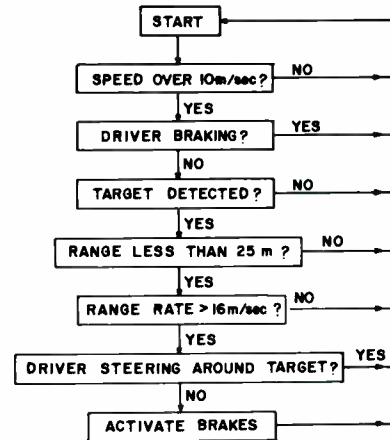 START
SPEED OVER 10m/sec?
NO
YES
DRIVER BRAKING?
YES
NO
TARGET DETECTED?
NO
YES
RANGE LESS THAN 25 m ?
NO
YES
RANGE RATE > 16m/sec ?
NO
YES
DRIVER STEERING AROUND TARGET?
YES
NO
ACTIVATE BRAKES